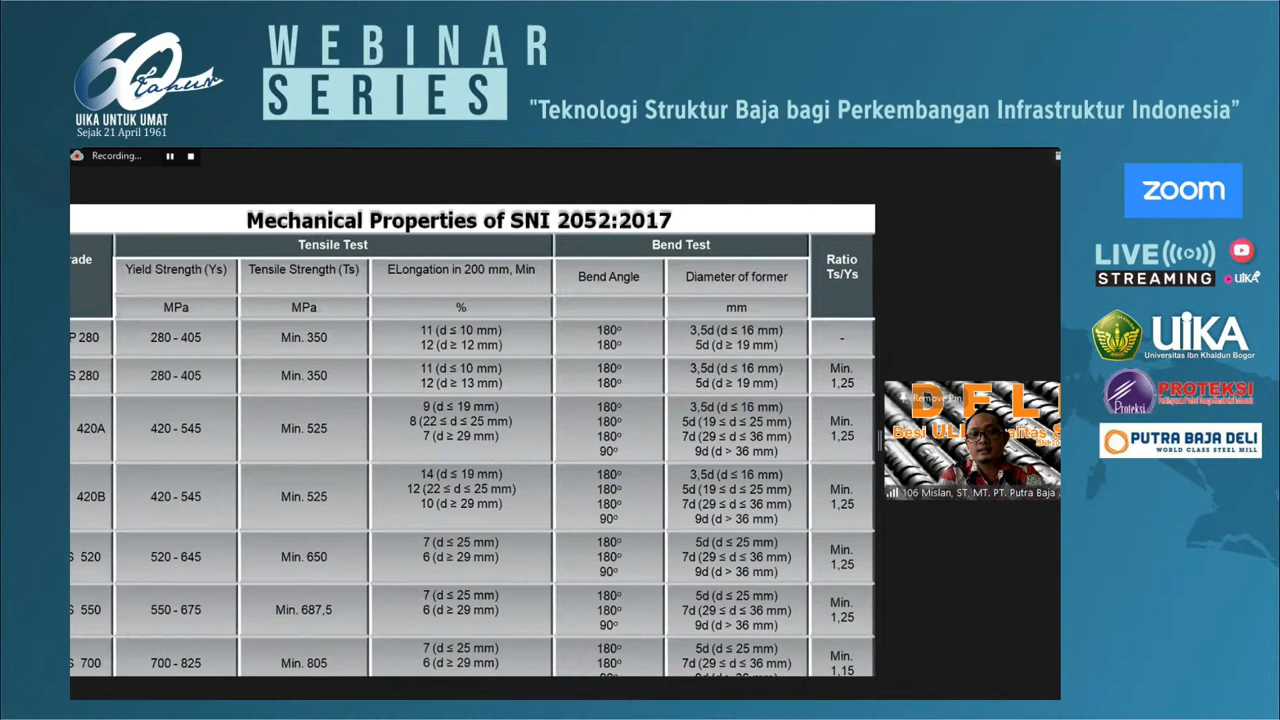 60
Tahun
UIKA UNTUK UMAT
Sejak 21 April 1961
WEBINAR
SERIES
"Teknologi Struktur Baja bagi Perkembangan Infrastruktur Indonesia"
Recording...
zoom
LIVE
STREAMING
UIKA
UIKA
Universitas Ibn Khaldun Bogor
PROTEKSI
Proteksi
PUTRA BAJA DELI
WORLD CLASS STEEL MILL
Mechanical Properties of SNI 2052:2017
rade
Tensile Test
Bend Test
Ratio
Ts/Ys
Yield Strength (Ys)
Tensile Strength (Ts)
ELongation in 200 mm, Min
Bend Angle
Diameter of former
MPa
MPa
%
mm
P 280
280 - 405
Min. 350
11 (d ≤ 10 mm)
12 (d ≥ 12 mm)
180º
180º
3,5d (d ≤ 16 mm)
5d (d ≥ 19 mm)
-
S 280
280 - 405
Min. 350
11 (d ≤ 10 mm)
12 (d ≥ 13 mm)
180º
180º
3,5d (d ≤ 16 mm)
5d (d ≥ 19 mm)
Min.
1,25
420A
420 - 545
Min. 525
9 (d ≤ 19 mm)
8 (22 ≤ d ≤ 25 mm)
7 (d ≥ 29 mm)
180º
180º
180º
90º
3,5d (d ≤ 16 mm)
5d (19 ≤ d ≤ 25 mm)
7d (29 ≤ d ≤ 36 mm)
9d (d > 36 mm)
Min.
1,25
420B
420 - 545
Min. 525
14 (d ≤ 19 mm)
12 (22 ≤ d ≤ 25 mm)
10 (d ≥ 29 mm)
180º
180º
180º
90º
3,5d (d ≤ 16 mm)
5d (19 ≤ d ≤ 25 mm)
7d (29 ≤ d ≤ 36 mm)
9d (d > 36 mm)
Min.
1,25
S 520
520 - 645
Min. 650
7 (d ≤ 25 mm)
6 (d ≥ 29 mm)
180º
180º
90º
5d (d ≤ 25 mm)
7d (29 ≤ d ≤ 36 mm)
9d (d > 36 mm)
Min.
1,25
S 550
550 - 675
Min. 687,5
7 (d ≤ 25 mm)
6 (d ≥ 29 mm)
180º
180º
90º
5d (d ≤ 25 mm)
7d (29 ≤ d ≤ 36 mm)
9d (d > 36 mm)
Min.
1,25
S 700
700 - 825
Min. 805
7 (d ≤ 25 mm)
6 (d ≥ 29 mm)
180º
180º
90º
5d (d ≤ 25 mm)
7d (29 ≤ d ≤ 36 mm)
9d (d > 36 mm)
Min.
1,15
Remove Pin
DEL
Besi ULI
alitas S
106 Mislan, ST, MT. PT. Putra Baja